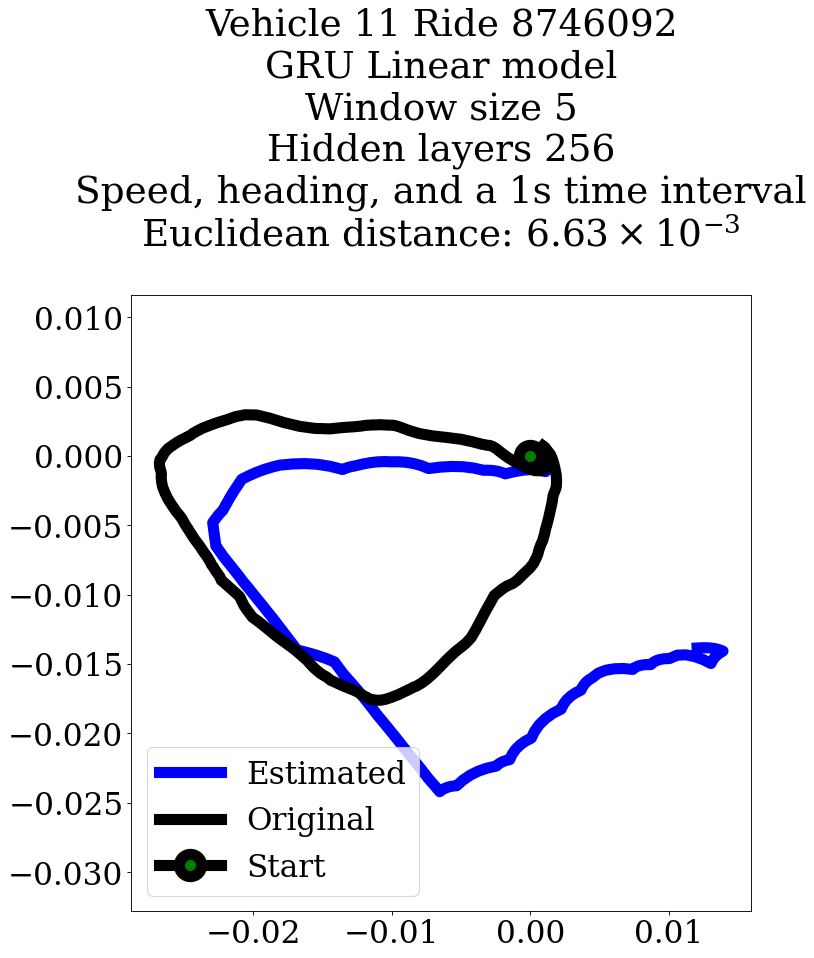 Vehicle 11 Ride 8746092
GRU Linear model
Window size 5
Hidden layers 256
Speed, heading, and a 1s time interval
Euclidean distance: 6.63 × 10⁻³
0.010
0.005
0.000
−0.005
−0.010
−0.015
−0.020
−0.025
−0.030
Estimated
Original
Start
−0.02 −0.01 0.00 0.01